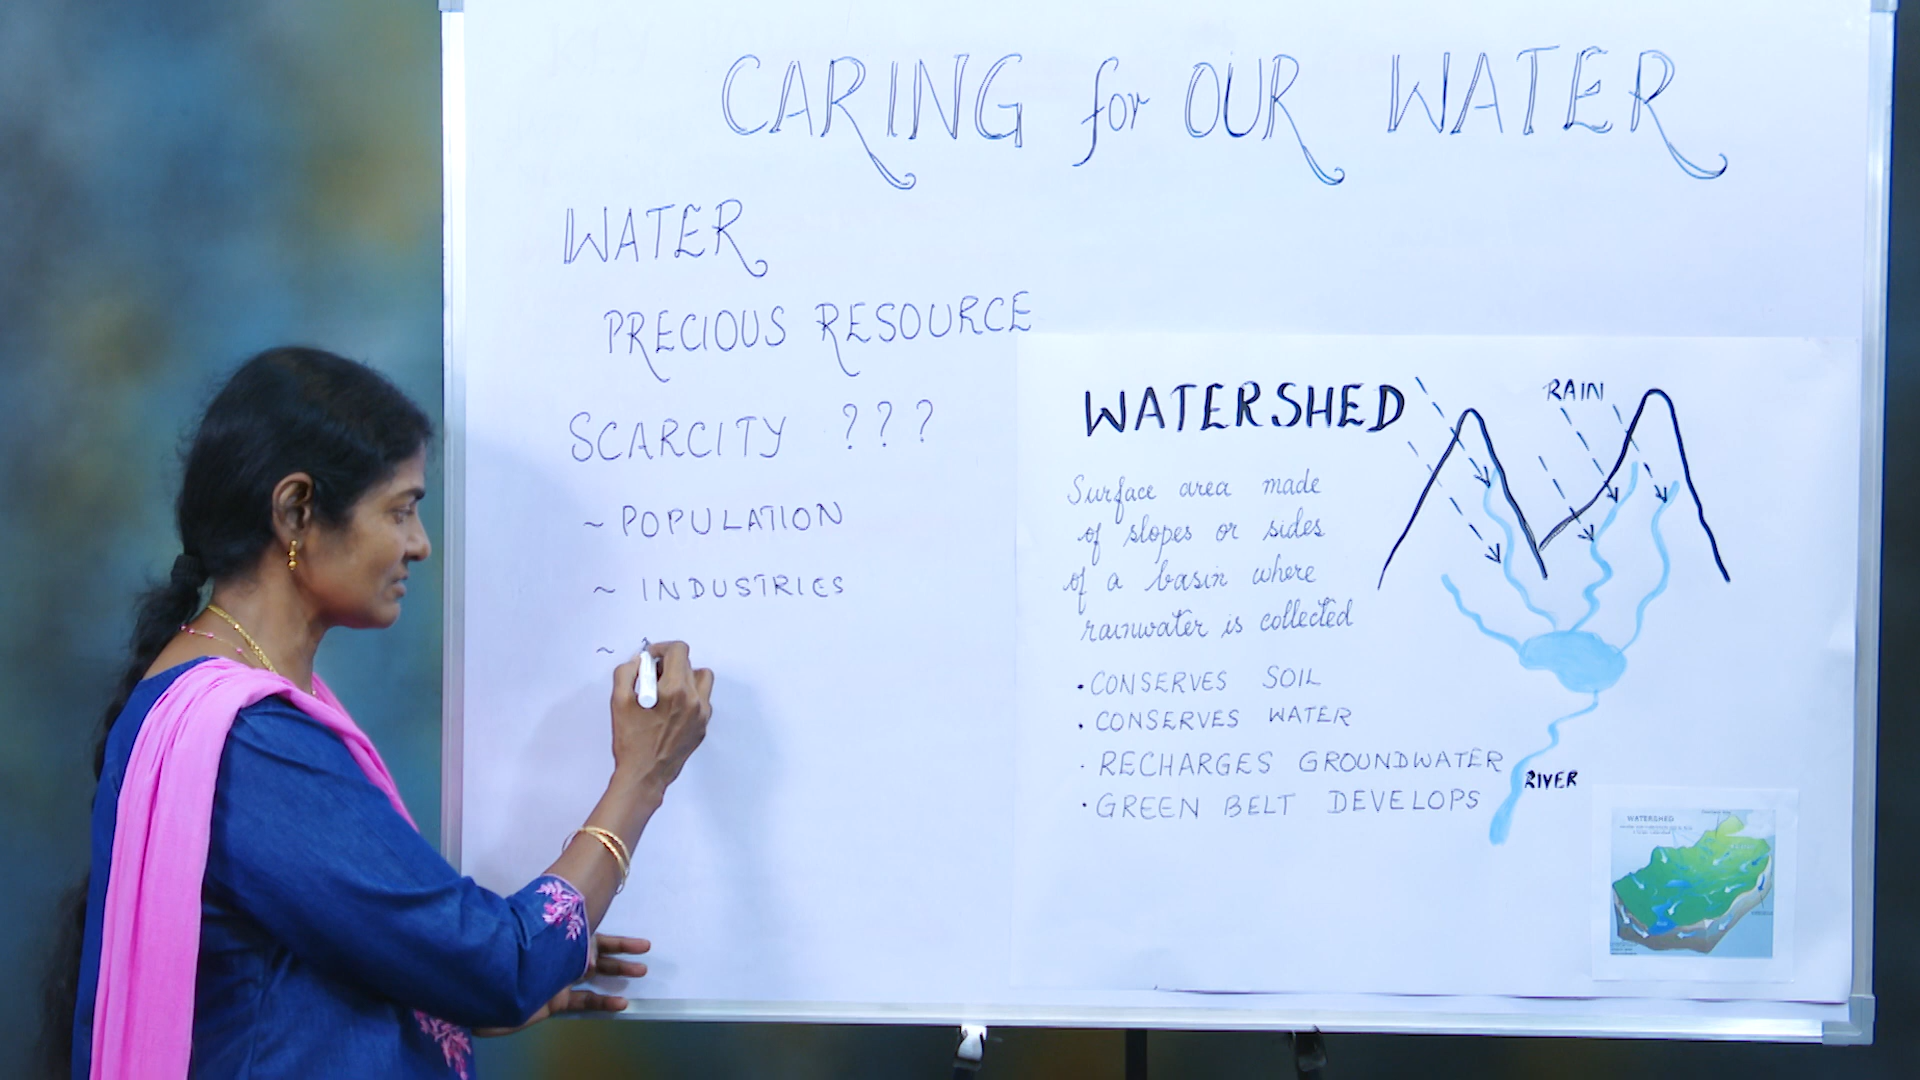 CARING for OUR WATER
WATER
PRECIOUS RESOURCE
SCARCITY ? ? ?
~ POPULATION
~ INDUSTRIES
~
WATERSHED
Surface area made
of slopes or sides
of a basin where
rainwater is collected
• CONSERVES SOIL
• CONSERVES WATER
• RECHARGES GROUNDWATER
• GREEN BELT DEVELOPS
RAIN
RIVER
WATERSHED